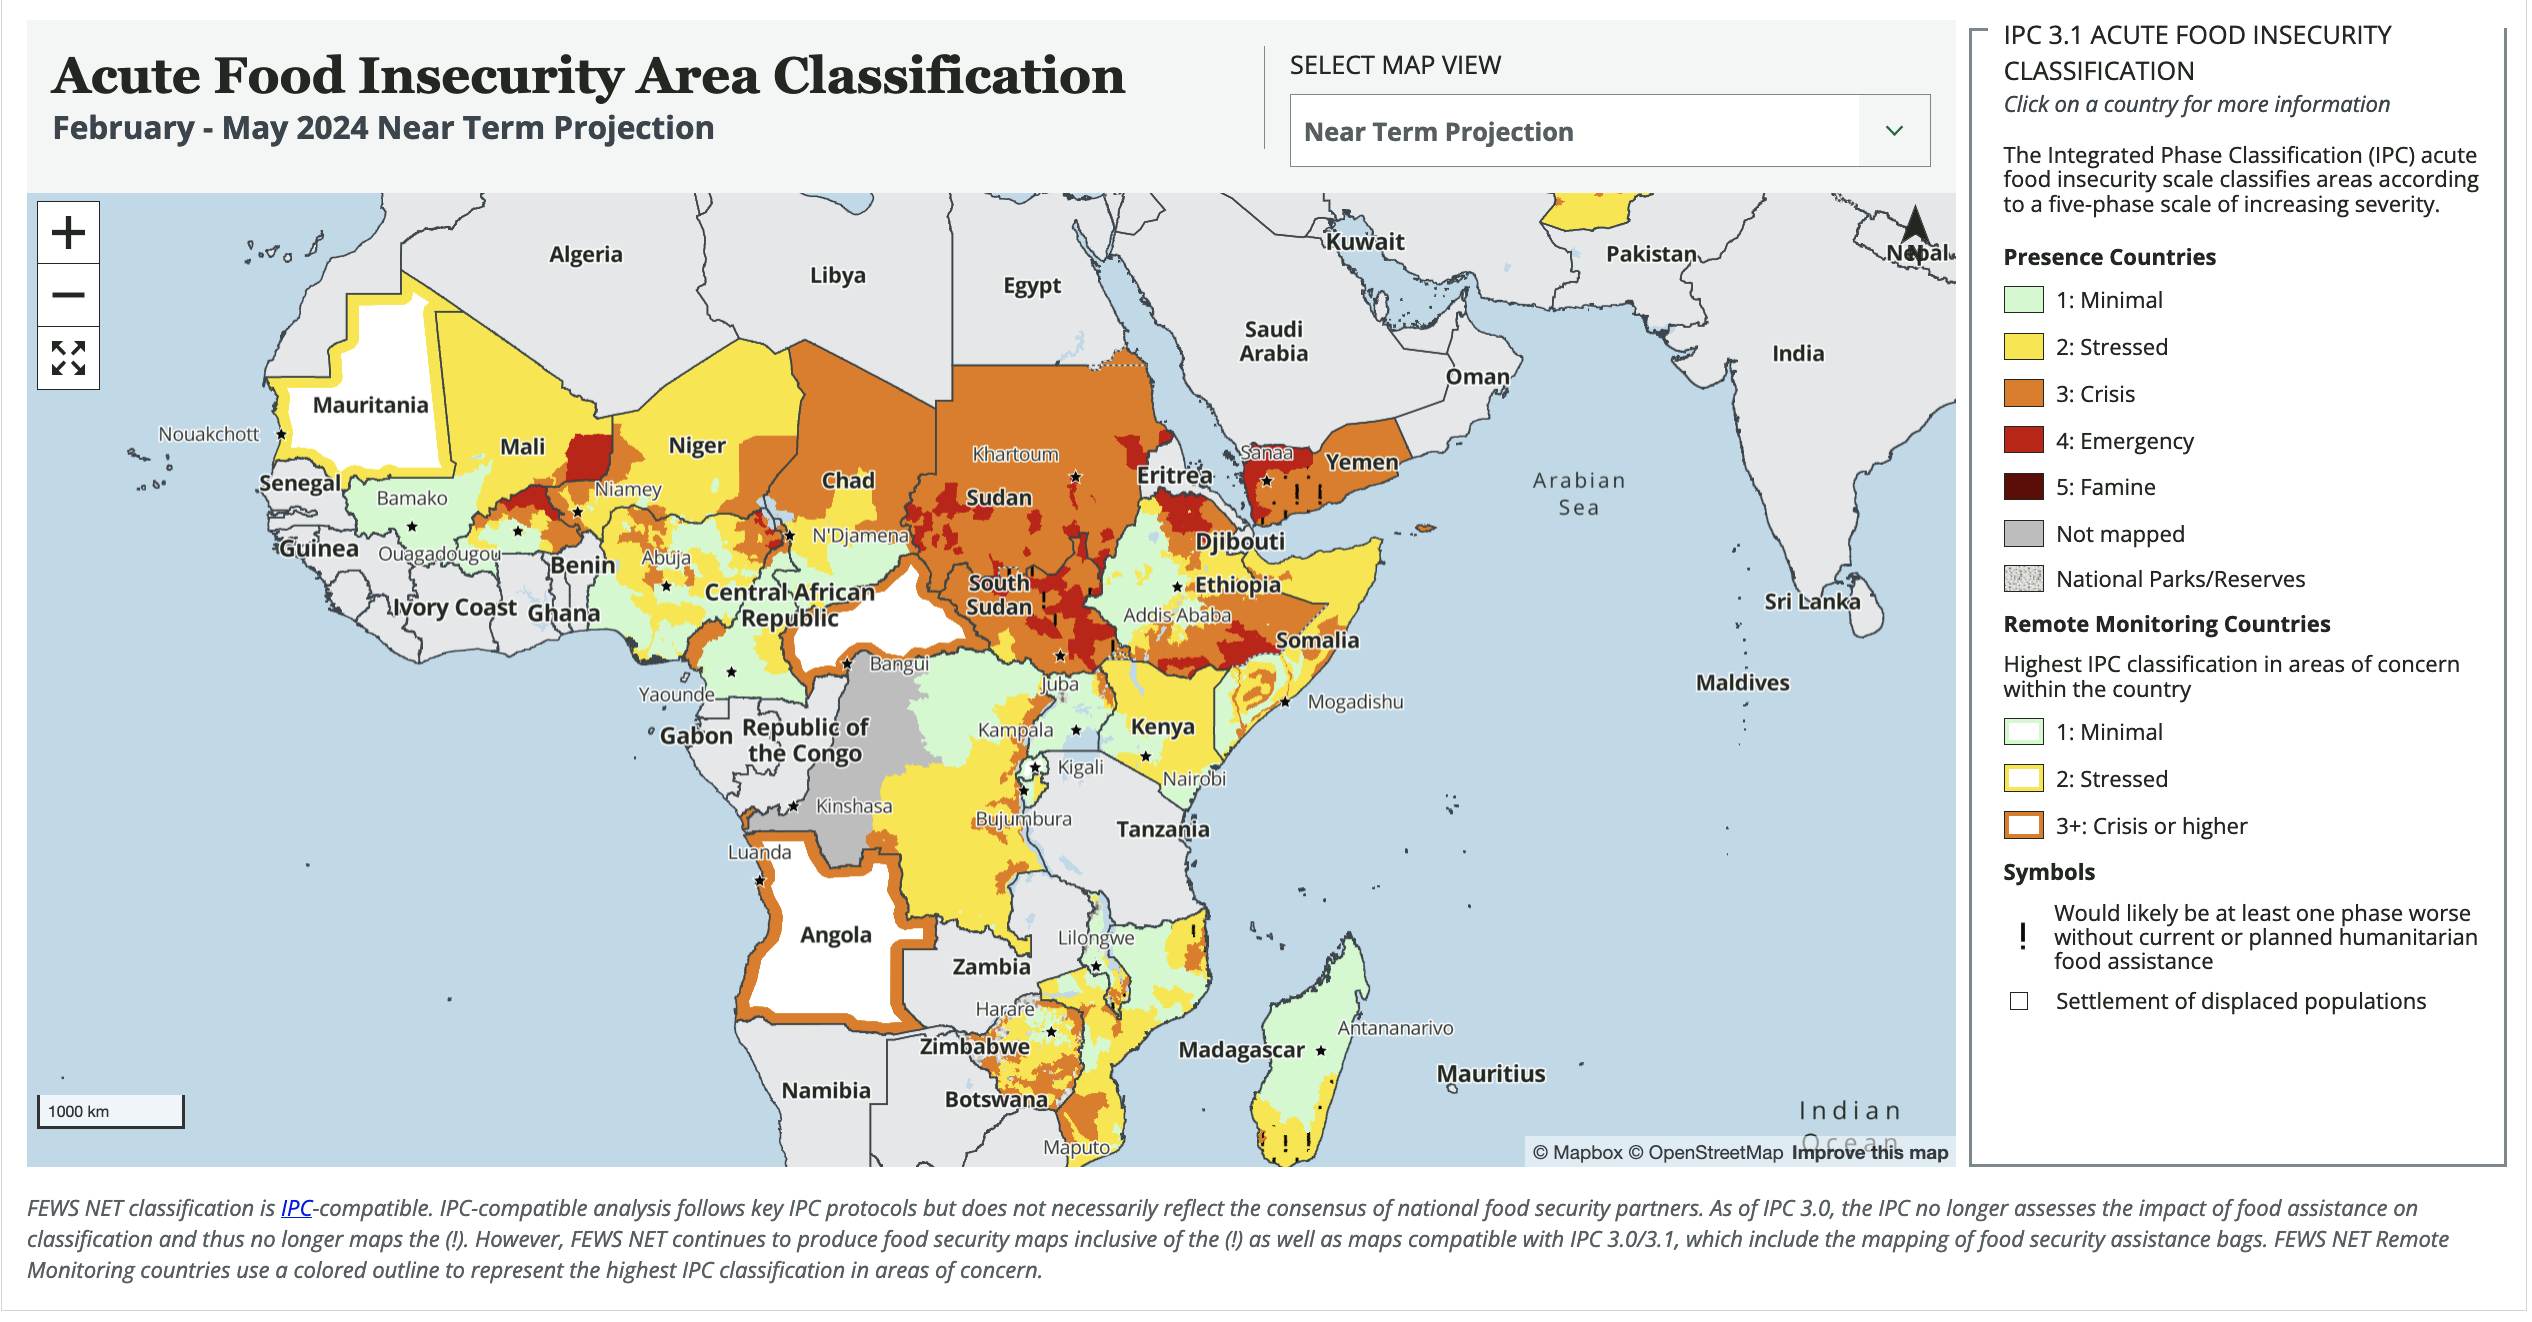 Acute Food Insecurity Area Classification
February - May 2024 Near Term Projection
SELECT MAP VIEW
Near Term Projection
Algeria
Libya
Egypt
Kuwait
Pakistan
Nepal
Saudi
Arabia
India
Oman
Mauritania
Nouakchott
Mali
Niger
Chad
Khartoum
Sudan
Eritrea
Sanaa
Yemen
Arabian
Sea
Senegal
Bamako
Niamey
N'Djamena
Djibouti
Guinea
Ouagadougou
Benin
Abuja
Central African
Republic
South
Sudan
Ethiopia
Addis Ababa
Ivory Coast
Ghana
Somalia
Sri Lanka
Bangui
Yaounde
Juba
Mogadishu
Maldives
Gabon
Republic of
the Congo
Kampala
Kenya
Kigali
Nairobi
Kinshasa
Bujumbura
Tanzania
Luanda
Angola
Lilongwe
Zambia
Harare
Antananarivo
Zimbabwe
Madagascar
Mauritius
Namibia
Botswana
Maputo
Indian
Ocean
1000 km
© Mapbox © OpenStreetMap Improve this map
IPC 3.1 ACUTE FOOD INSECURITY
CLASSIFICATION
Click on a country for more information
The Integrated Phase Classification (IPC) acute
food insecurity scale classifies areas according
to a five-phase scale of increasing severity.
Presence Countries
1: Minimal
2: Stressed
3: Crisis
4: Emergency
5: Famine
Not mapped
National Parks/Reserves
Remote Monitoring Countries
Highest IPC classification in areas of concern
within the country
1: Minimal
2: Stressed
3+: Crisis or higher
Symbols
! Would likely be at least one phase worse
without current or planned humanitarian
food assistance
Settlement of displaced populations
FEWS NET classification is IPC-compatible. IPC-compatible analysis follows key IPC protocols but does not necessarily reflect the consensus of national food security partners. As of IPC 3.0, the IPC no longer assesses the impact of food assistance on
classification and thus no longer maps the (!). However, FEWS NET continues to produce food security maps inclusive of the (!) as well as maps compatible with IPC 3.0/3.1, which include the mapping of food security assistance bags. FEWS NET Remote
Monitoring countries use a colored outline to represent the highest IPC classification in areas of concern.